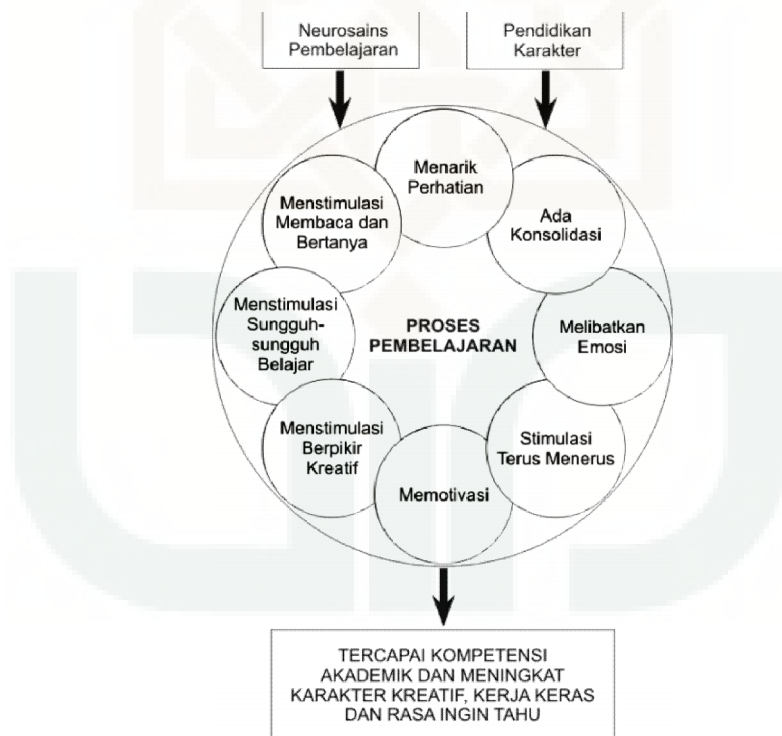 Neurosains
Pembelajaran
Pendidikan
Karakter
Menarik
Perhatian
Ada
Konsolidasi
Melibatkan
Emosi
Stimulasi
Terus Menerus
Memotivasi
Menstimulasi
Berpikir
Kreatif
Menstimulasi
Sungguh-
sungguh
Belajar
Menstimulasi
Membaca dan
Bertanya
PROSES
PEMBELAJARAN
TERCAPAI KOMPETENSI
AKADEMIK DAN MENINGKAT
KARAKTER KREATIF, KERJA KERAS
DAN RASA INGIN TAHU